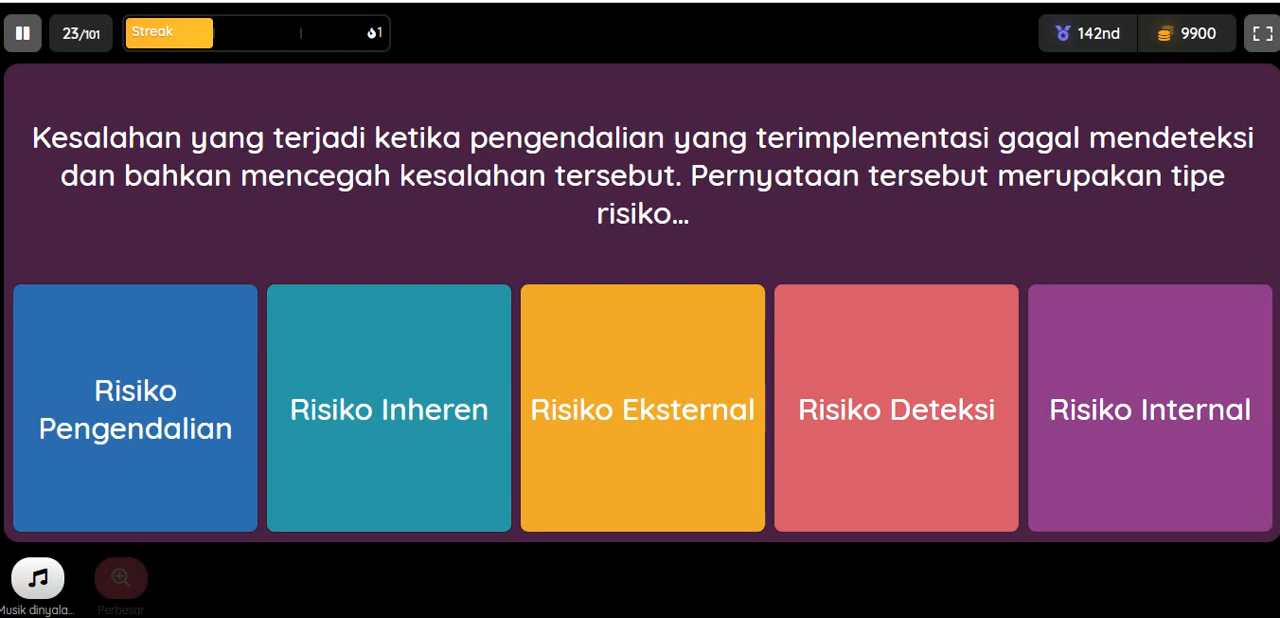 23/101
Streak
1
142nd
9900
Kesalahan yang terjadi ketika pengendalian yang terimplementasi gagal mendeteksi
dan bahkan mencegah kesalahan tersebut. Pernyataan tersebut merupakan tipe
risiko...
Risiko
Pengendalian
Risiko Inheren
Risiko Eksternal
Risiko Deteksi
Risiko Internal
Musik dinyala...
Perbesar